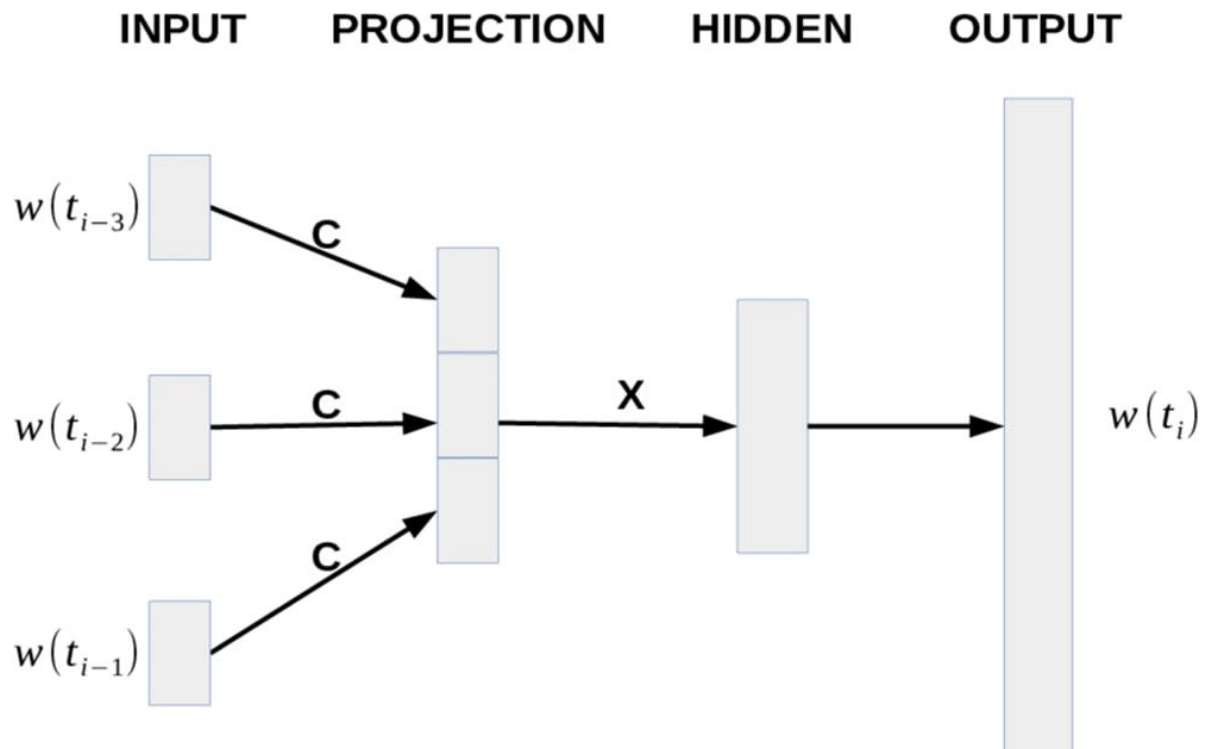 INPUT PROJECTION HIDDEN OUTPUT
w(t_{i-3})
C
w(t_{i-2})
C
X
w(t_i)
C
w(t_{i-1})